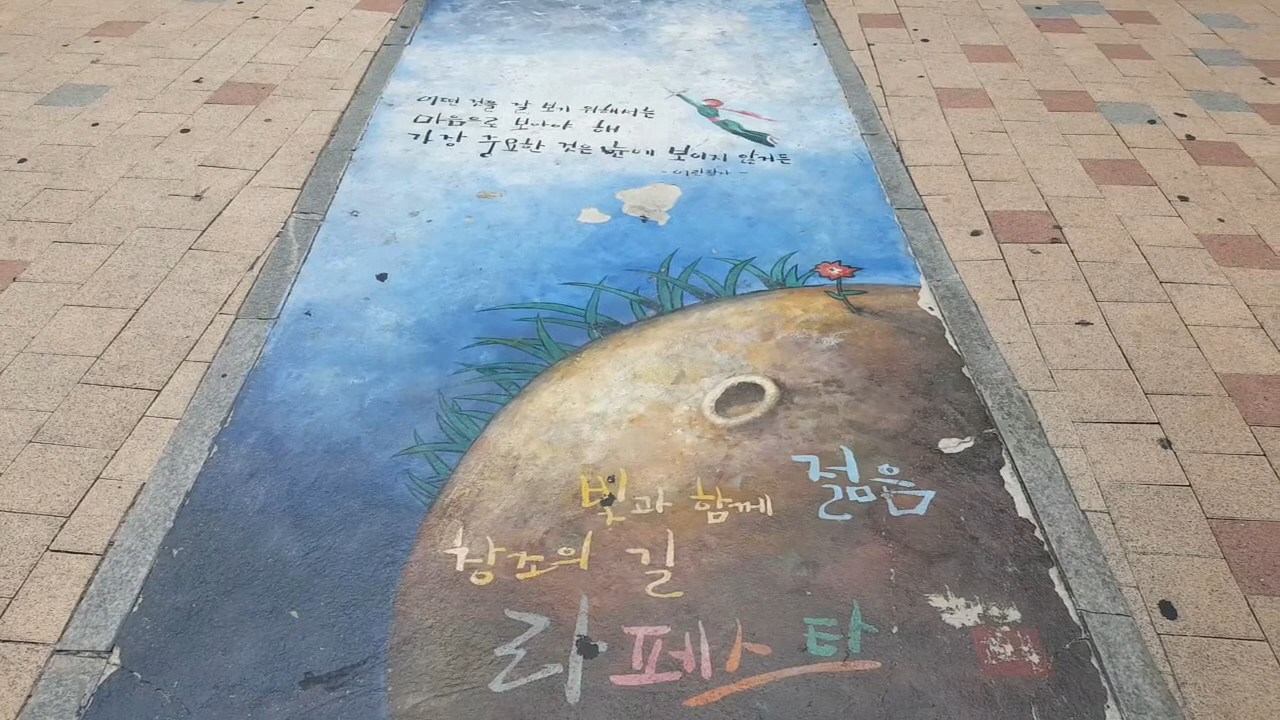 어떤 것을 잘 보기 위해서는
마음으로 보아야 해
가장 중요한 것은 눈에 보이지 않거든
- 어린왕자 -
빛과 함께 젊음
창조의 길
라페스타